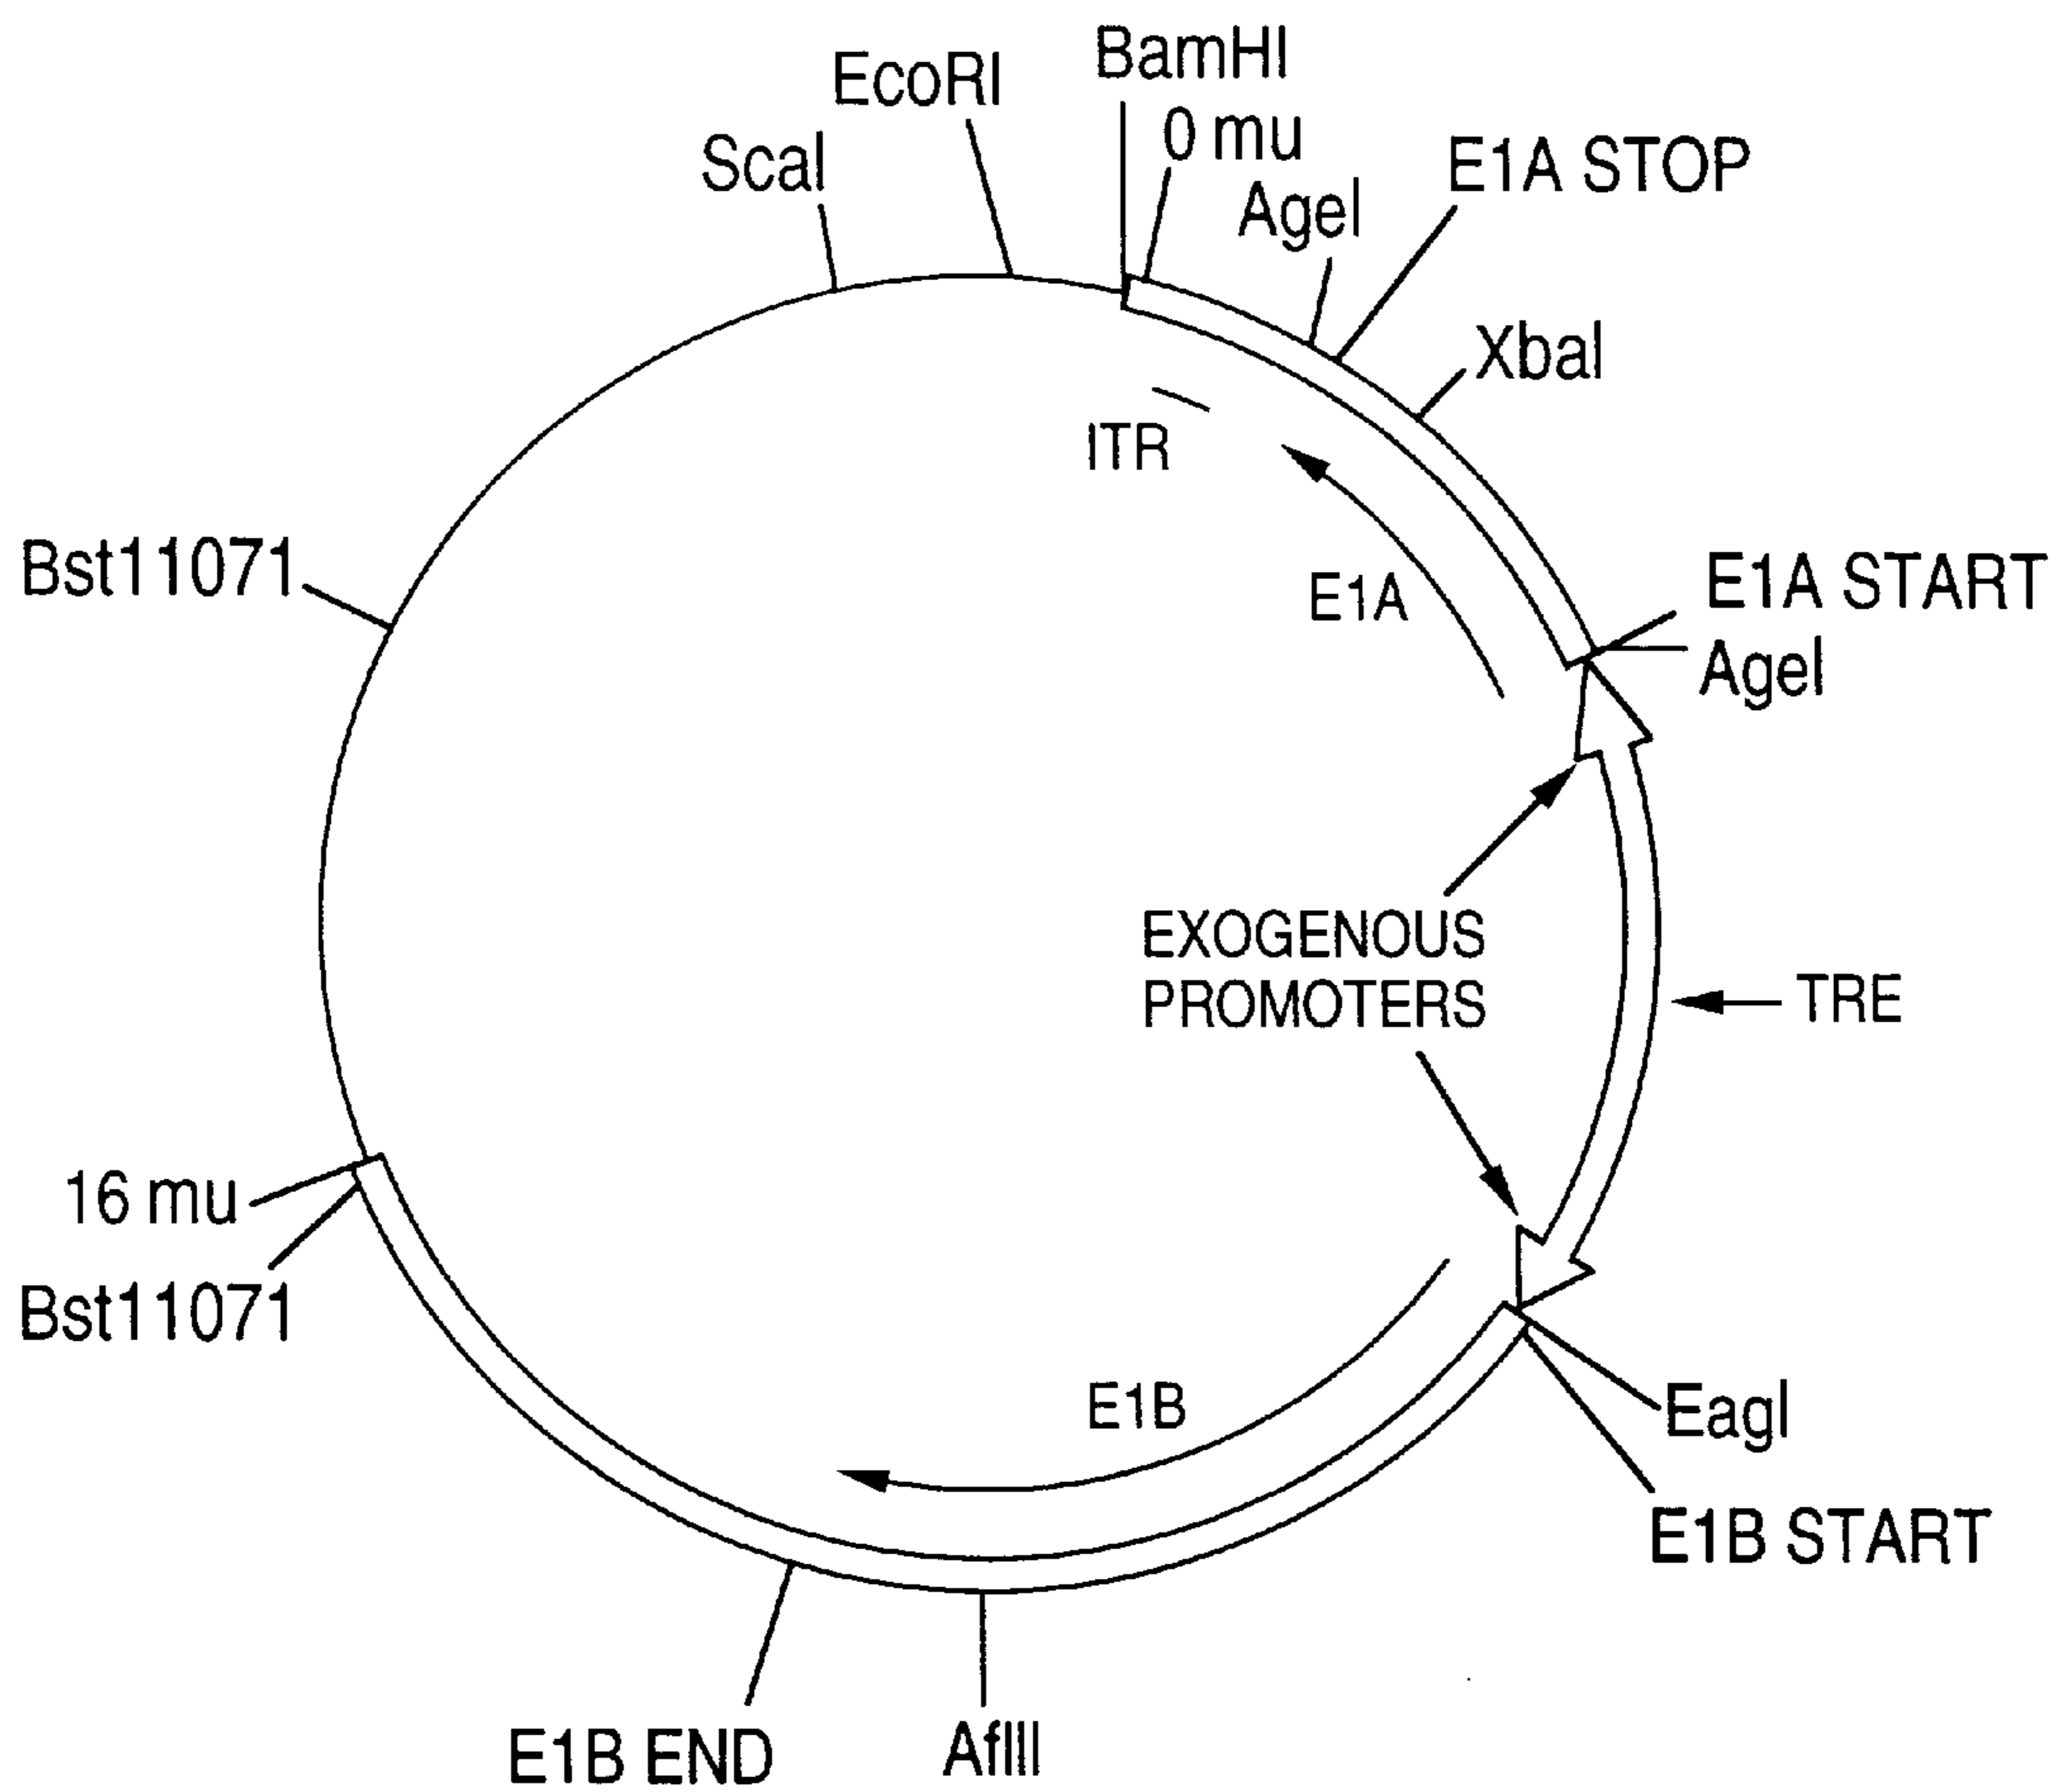 BamHI
EcoRI
0 mu
ScaI
E1A STOP
AgeI
XbaI
ITR
Bst11071
E1A START
E1A
AgeI
EXOGENOUS
PROMOTERS
TRE
16 mu
Bst11071
E1B
EagI
E1B START
E1B END
AflII